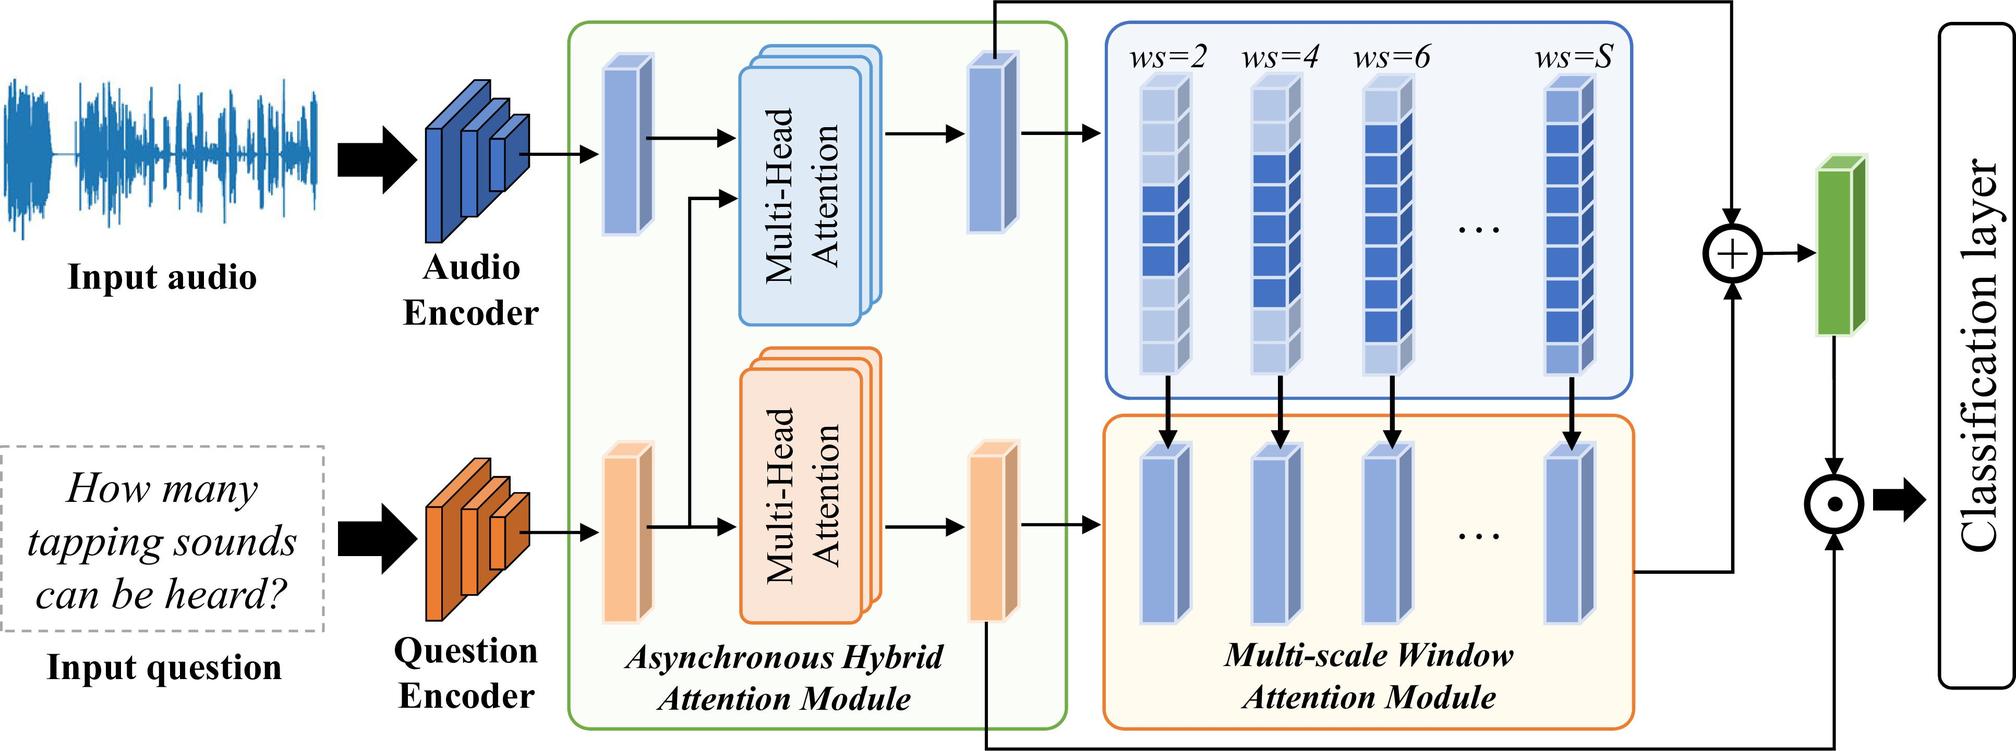 Input audio
Audio
Encoder
How many
tapping sounds
can be heard?
Input question
Question
Encoder
Multi-Head
Attention
Multi-Head
Attention
Asynchronous Hybrid
Attention Module
ws=2
ws=4
ws=6
ws=S
...
...
Multi-scale Window
Attention Module
Classification layer